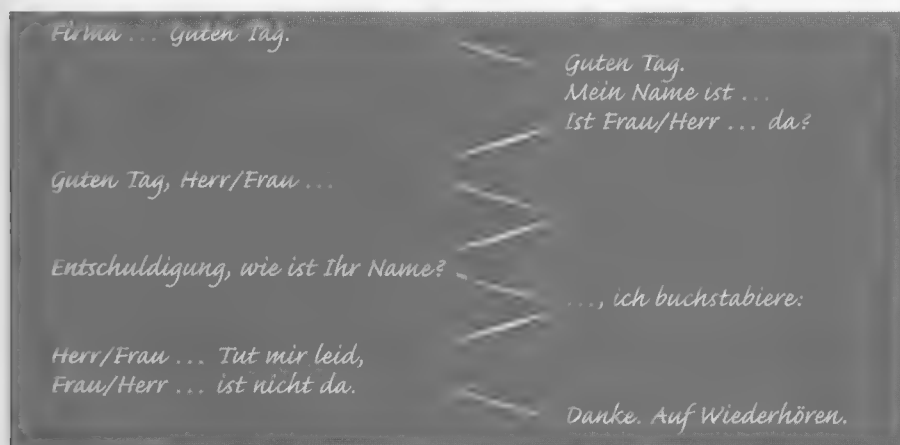 Firma ... Guten Tag.
Guten Tag.
Mein Name ist ...
Ist Frau/Herr ... da?
Guten Tag, Herr/Frau ...
Entschuldigung, wie ist Ihr Name?
..., ich buchstabiere:
Herr/Frau ... Tut mir leid,
Frau/Herr ... ist nicht da.
Danke. Auf Wiederhören.